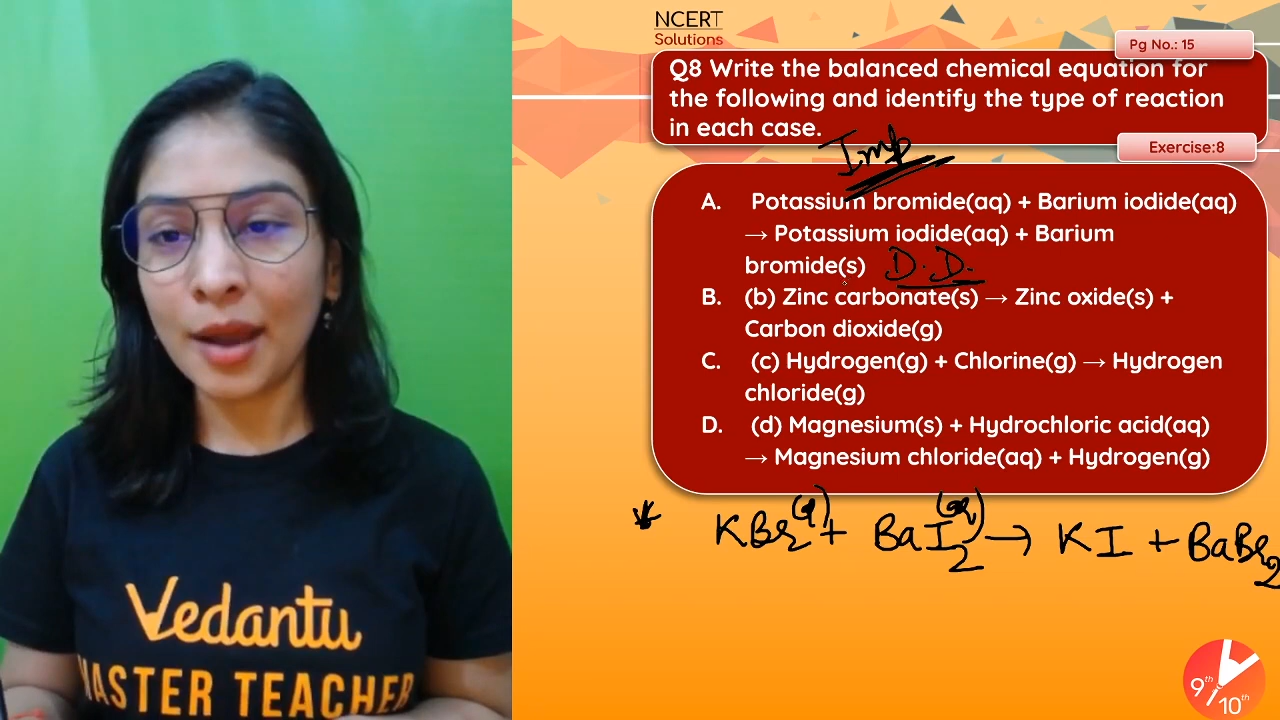 NCERT
Solutions
Pg No.: 15
Q8 Write the balanced chemical equation for
the following and identify the type of reaction
in each case.
Imp
Exercise:8
A. Potassium bromide(aq) + Barium iodide(aq)
→ Potassium iodide(aq) + Barium
bromide(s) D.D.
B. (b) Zinc carbonate(s) → Zinc oxide(s) +
Carbon dioxide(g)
C. (c) Hydrogen(g) + Chlorine(g) → Hydrogen
chloride(g)
D. (d) Magnesium(s) + Hydrochloric acid(aq)
→ Magnesium chloride(aq) + Hydrogen(g)
* KBr + BaI2 → KI + BaBr2
Vedantu
MASTER TEACHER
9th
10th